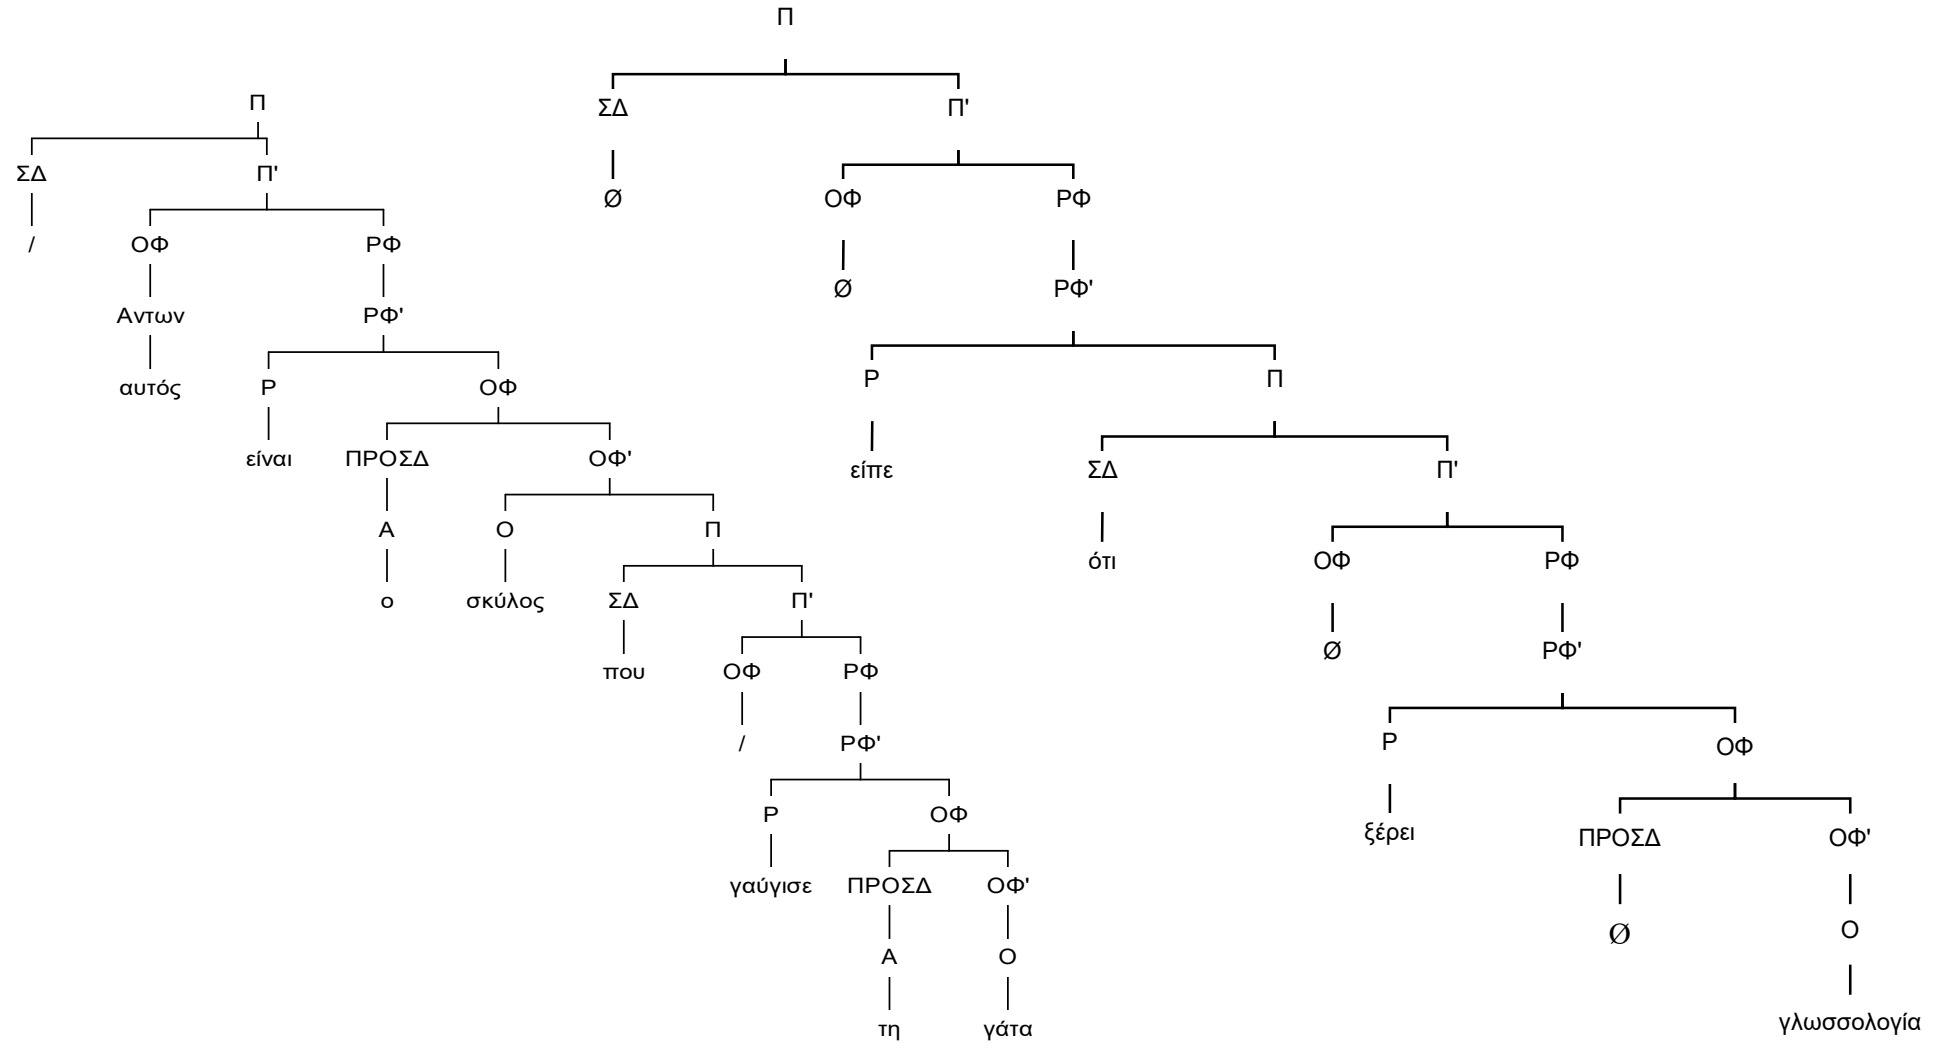 Π
ΣΔ Π'
/ ΟΦ ΡΦ
Αντων ΡΦ'
αυτός Ρ ΟΦ
είναι ΠΡΟΣΔ ΟΦ'
Α Ο Π
ο σκύλος ΣΔ Π'
που ΟΦ ΡΦ
/ ΡΦ'
Ρ ΟΦ
γαύγισε ΠΡΟΣΔ ΟΦ'
Α Ο
τη γάτα
Π
ΣΔ Π'
Ø ΟΦ ΡΦ
Ø ΡΦ'
Ρ Π
είπε ΣΔ Π'
ότι ΟΦ ΡΦ
Ø ΡΦ'
Ρ ΟΦ
ξέρει ΠΡΟΣΔ ΟΦ'
Ø Ο
γλωσσολογία